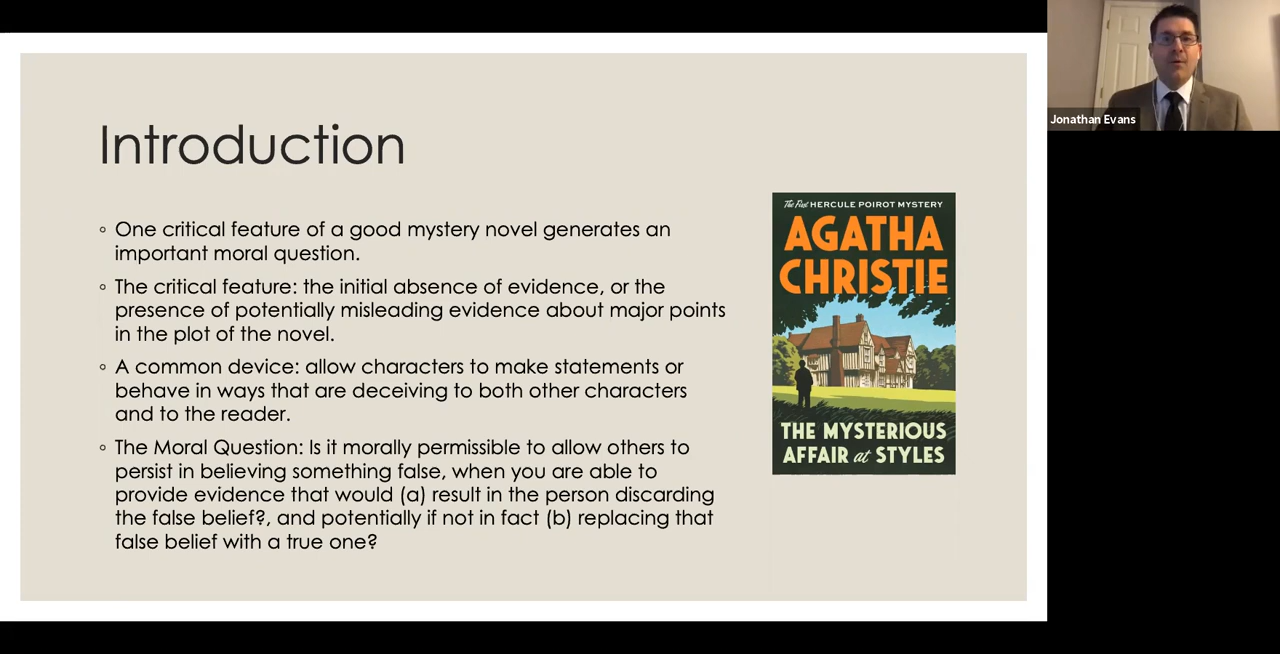 Introduction
◦ One critical feature of a good mystery novel generates an
important moral question.
◦ The critical feature: the initial absence of evidence, or the
presence of potentially misleading evidence about major points
in the plot of the novel.
◦ A common device: allow characters to make statements or
behave in ways that are deceiving to both other characters
and to the reader.
◦ The Moral Question: Is it morally permissible to allow others to
persist in believing something false, when you are able to
provide evidence that would (a) result in the person discarding
the false belief?, and potentially if not in fact (b) replacing that
false belief with a true one?
The First HERCULE POIROT MYSTERY
AGATHA
CHRISTIE
THE MYSTERIOUS
AFFAIR at STYLES
Jonathan Evans